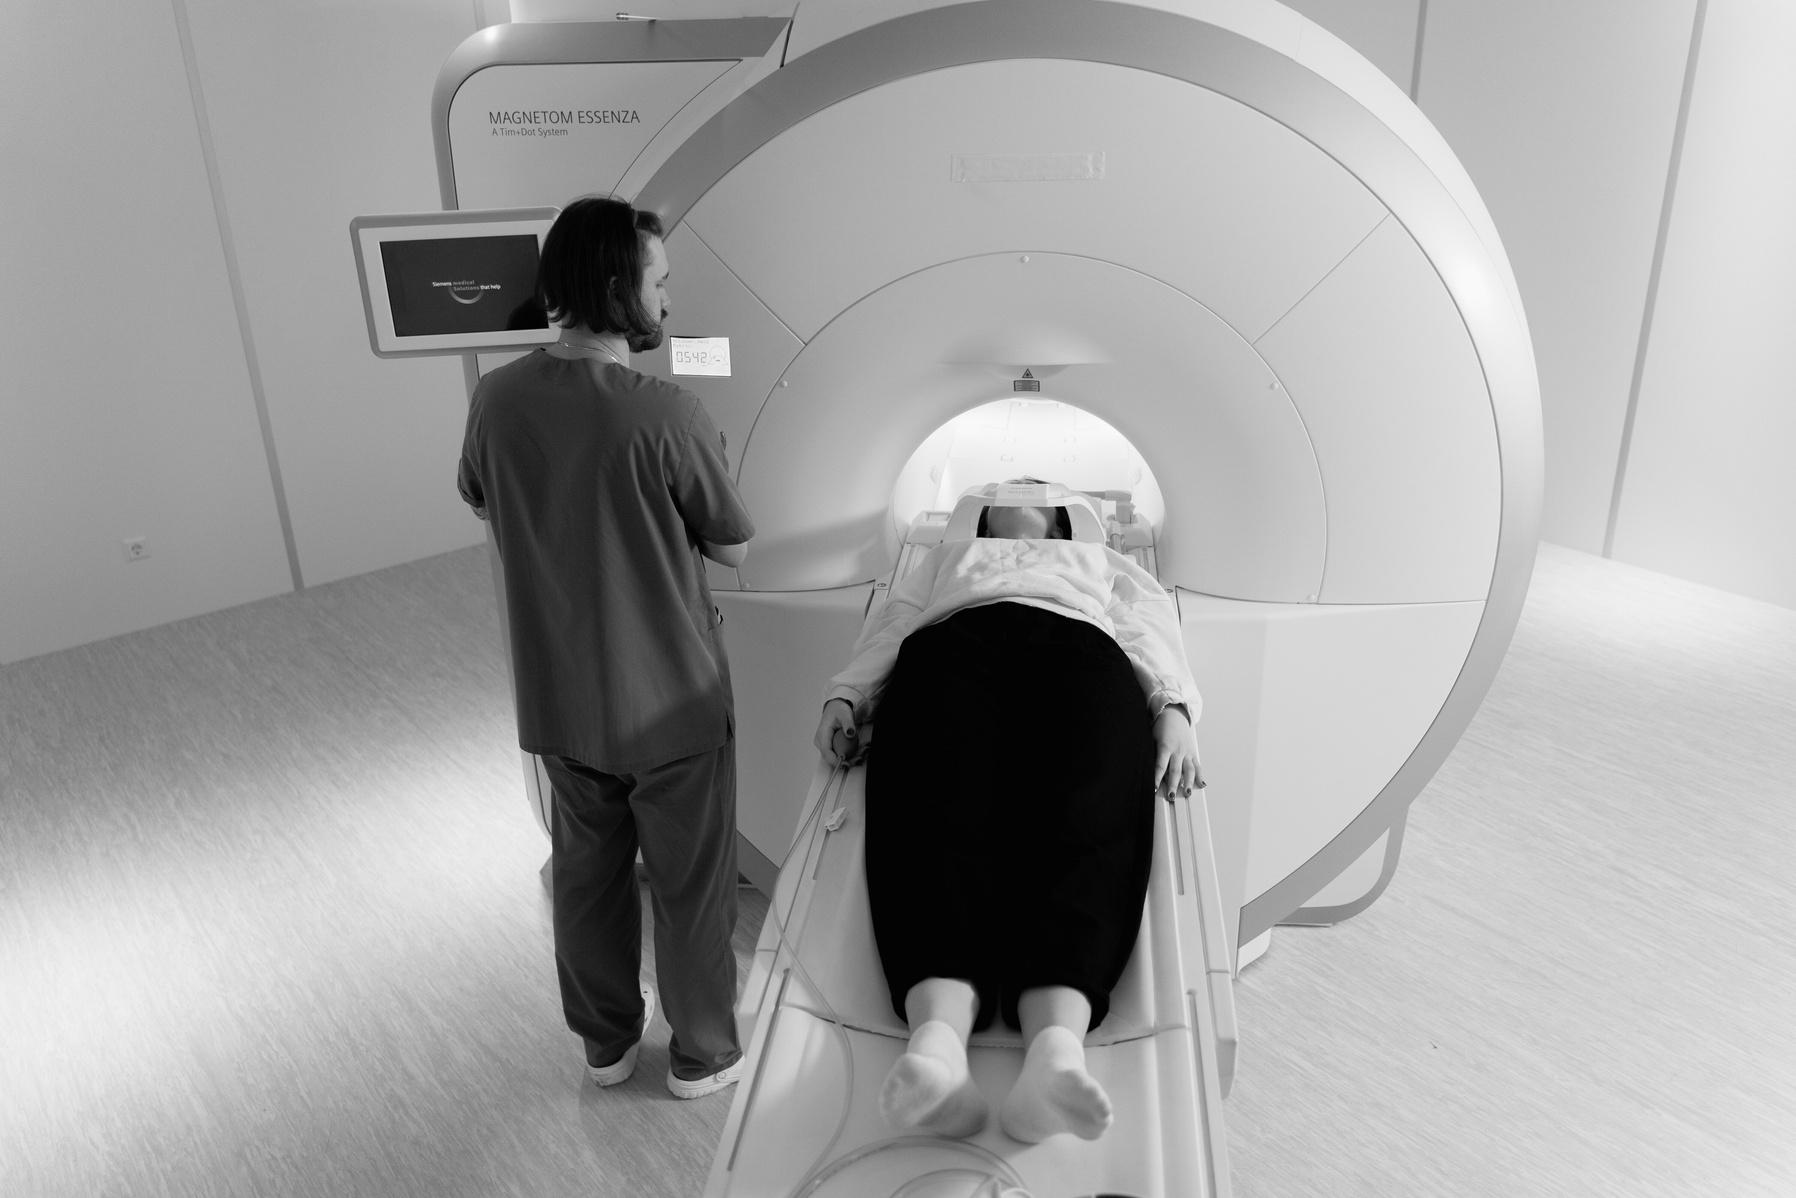 MAGNETOM ESSENZA
A Tim+Dot System
Siemens medical
Solutions that help
0542